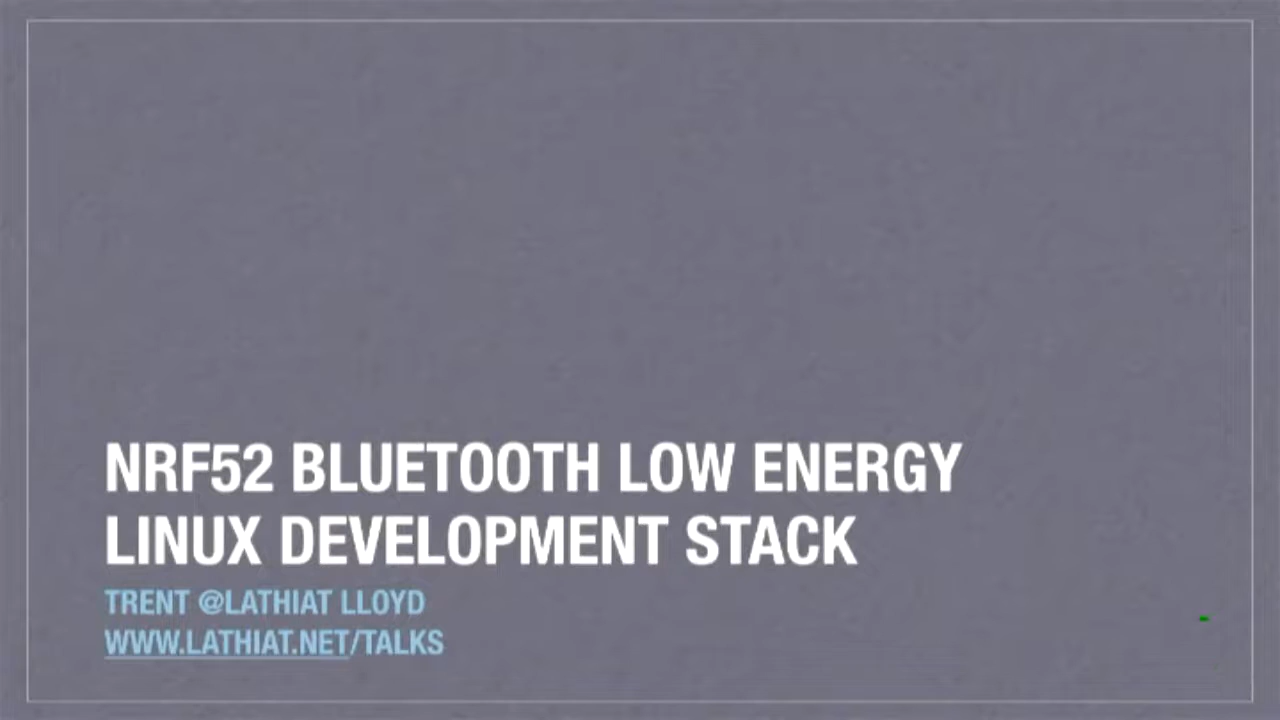 NRF52 BLUETOOTH LOW ENERGY
LINUX DEVELOPMENT STACK
TRENT @LATHIAT LLOYD
WWW.LATHIAT.NET/TALKS